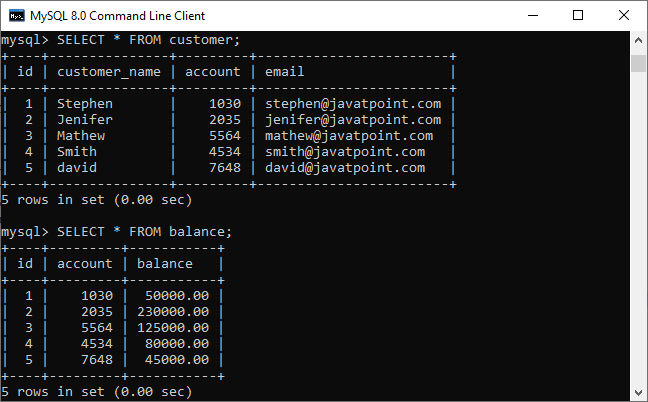 MySQL 8.0 Command Line Client
mysql> SELECT * FROM customer;
+----+---------------+---------+------------------------+
| id | customer_name | account | email                  |
+----+---------------+---------+------------------------+
|  1 | Stephen       |    1030 | stephen@javatpoint.com |
|  2 | Jenifer       |    2035 | jenifer@javatpoint.com |
|  3 | Mathew        |    5564 | mathew@javatpoint.com  |
|  4 | Smith         |    4534 | smith@javatpoint.com   |
|  5 | david         |    7648 | david@javatpoint.com   |
+----+---------------+---------+------------------------+
5 rows in set (0.00 sec)
mysql> SELECT * FROM balance;
+----+---------+-----------+
| id | account | balance   |
+----+---------+-----------+
|  1 |    1030 |  50000.00 |
|  2 |    2035 | 230000.00 |
|  3 |    5564 | 125000.00 |
|  4 |    4534 |  80000.00 |
|  5 |    7648 |  45000.00 |
+----+---------+-----------+
5 rows in set (0.00 sec)